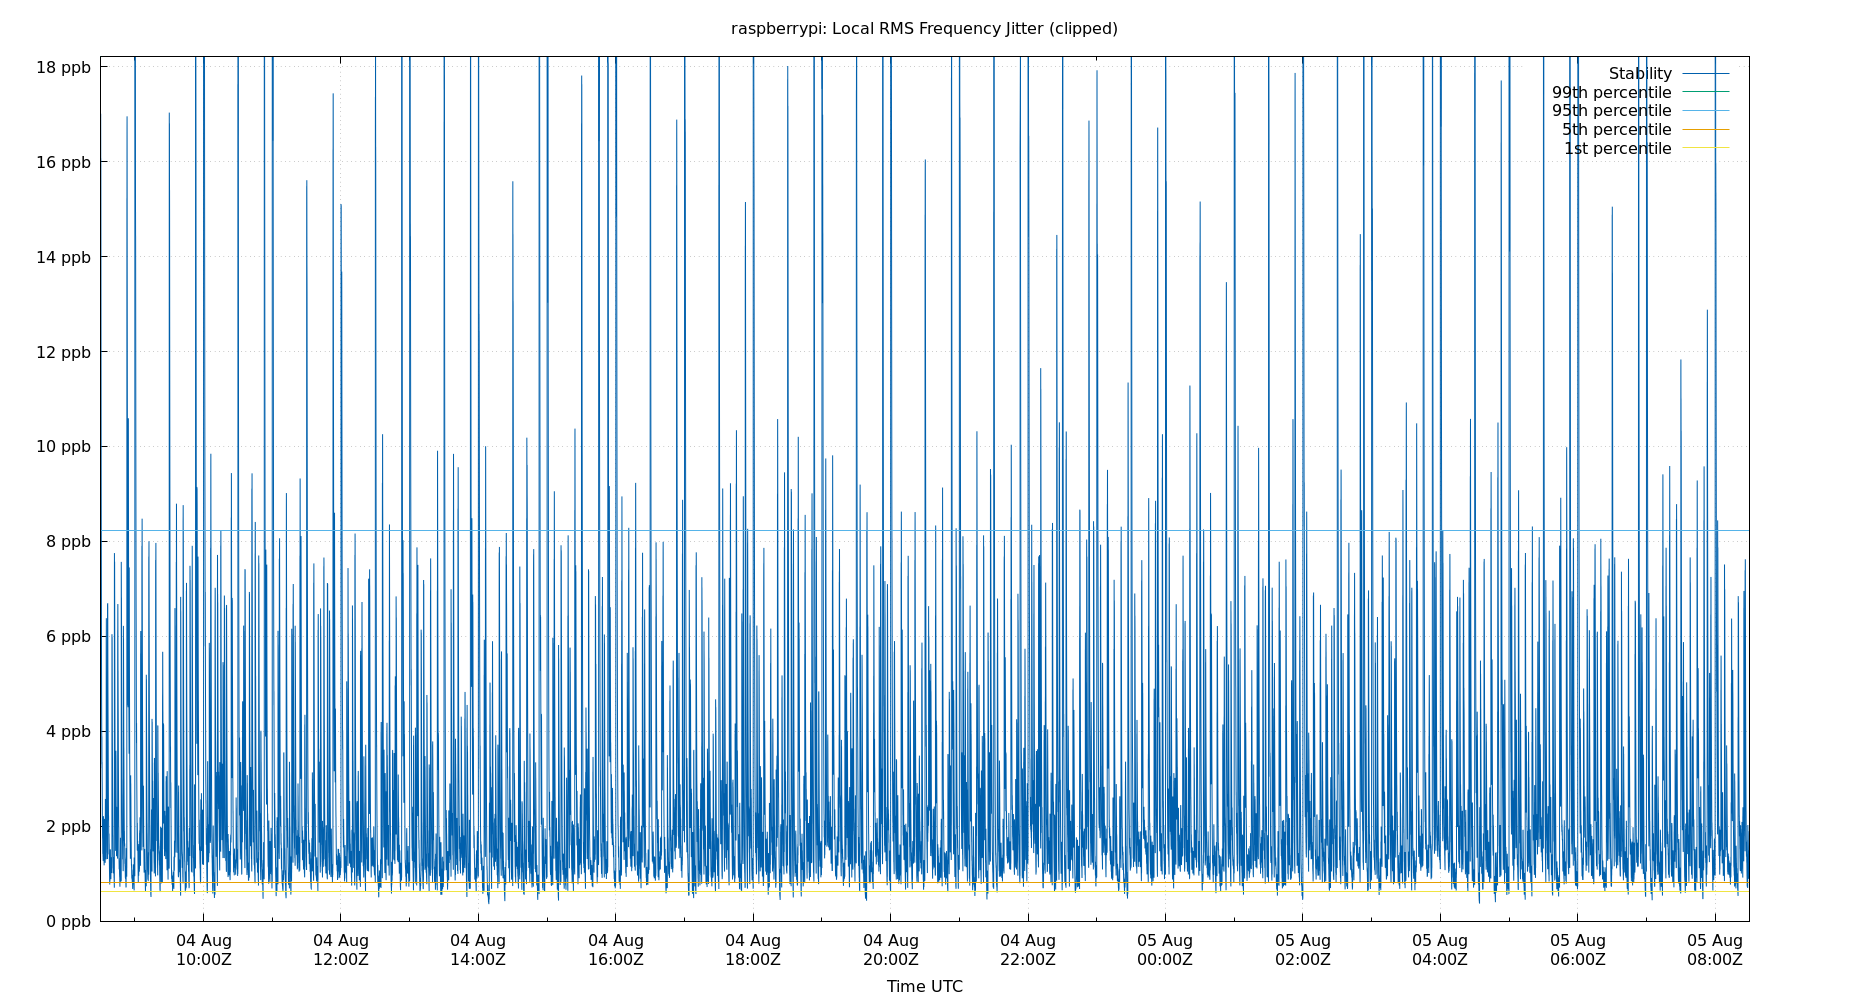 raspberrypi: Local RMS Frequency Jitter (clipped)
18 ppb
16 ppb
14 ppb
12 ppb
10 ppb
8 ppb
6 ppb
4 ppb
2 ppb
0 ppb
Stability
99th percentile
95th percentile
5th percentile
1st percentile
04 Aug 04 Aug 04 Aug 04 Aug 04 Aug 04 Aug 04 Aug 05 Aug 05 Aug 05 Aug 05 Aug 05 Aug
10:00Z 12:00Z 14:00Z 16:00Z 18:00Z 20:00Z 22:00Z 00:00Z 02:00Z 04:00Z 06:00Z 08:00Z
Time UTC